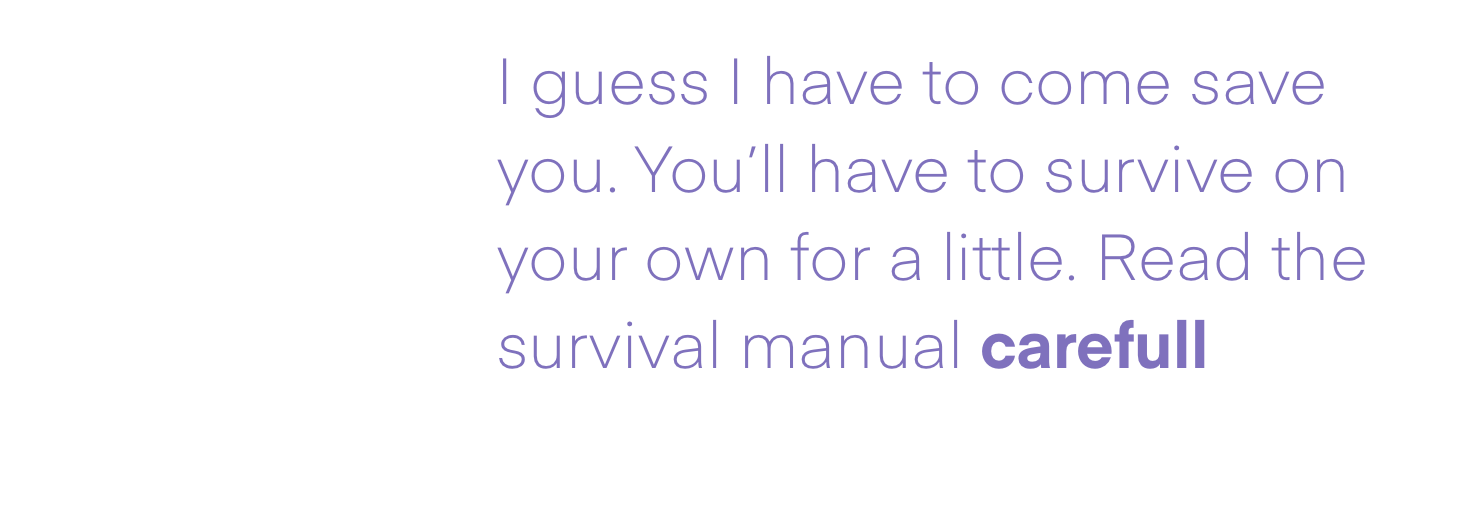 I guess I have to come save
you. You’ll have to survive on
your own for a little. Read the
survival manual carefull